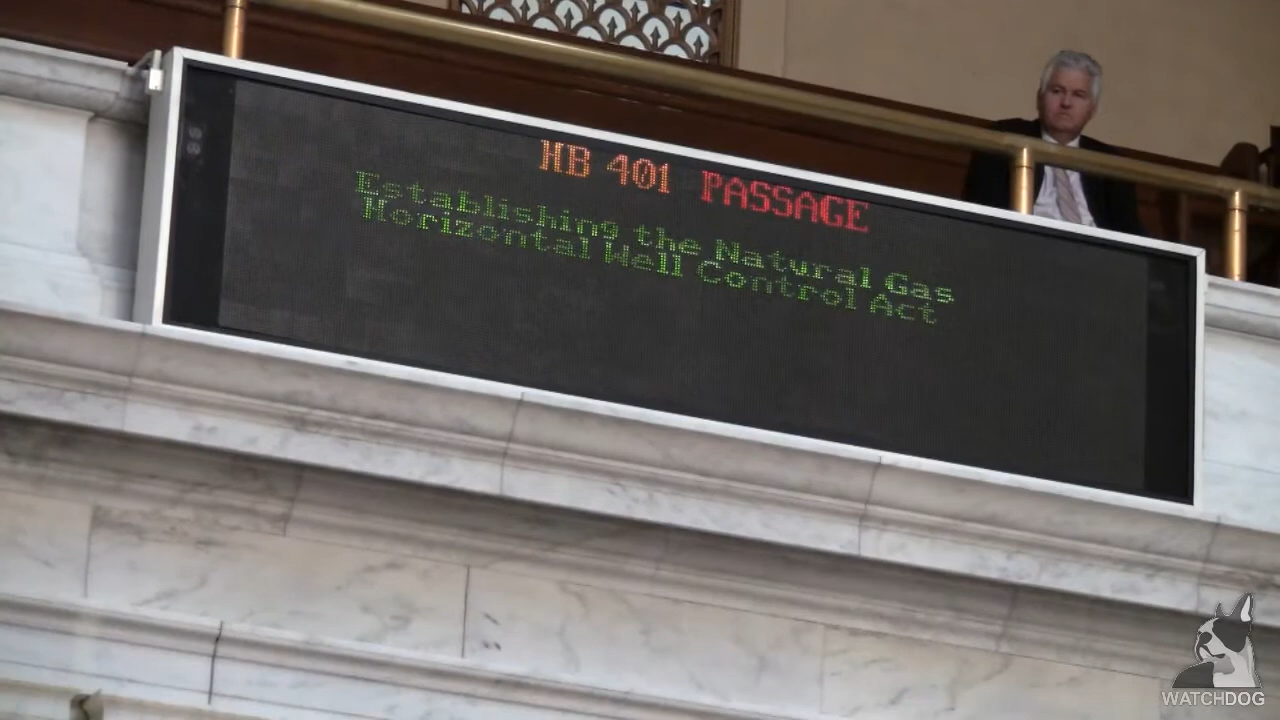 HB 401 PASSAGE
Establishing the Natural Gas
Horizontal Well Control Act
WATCHDOG